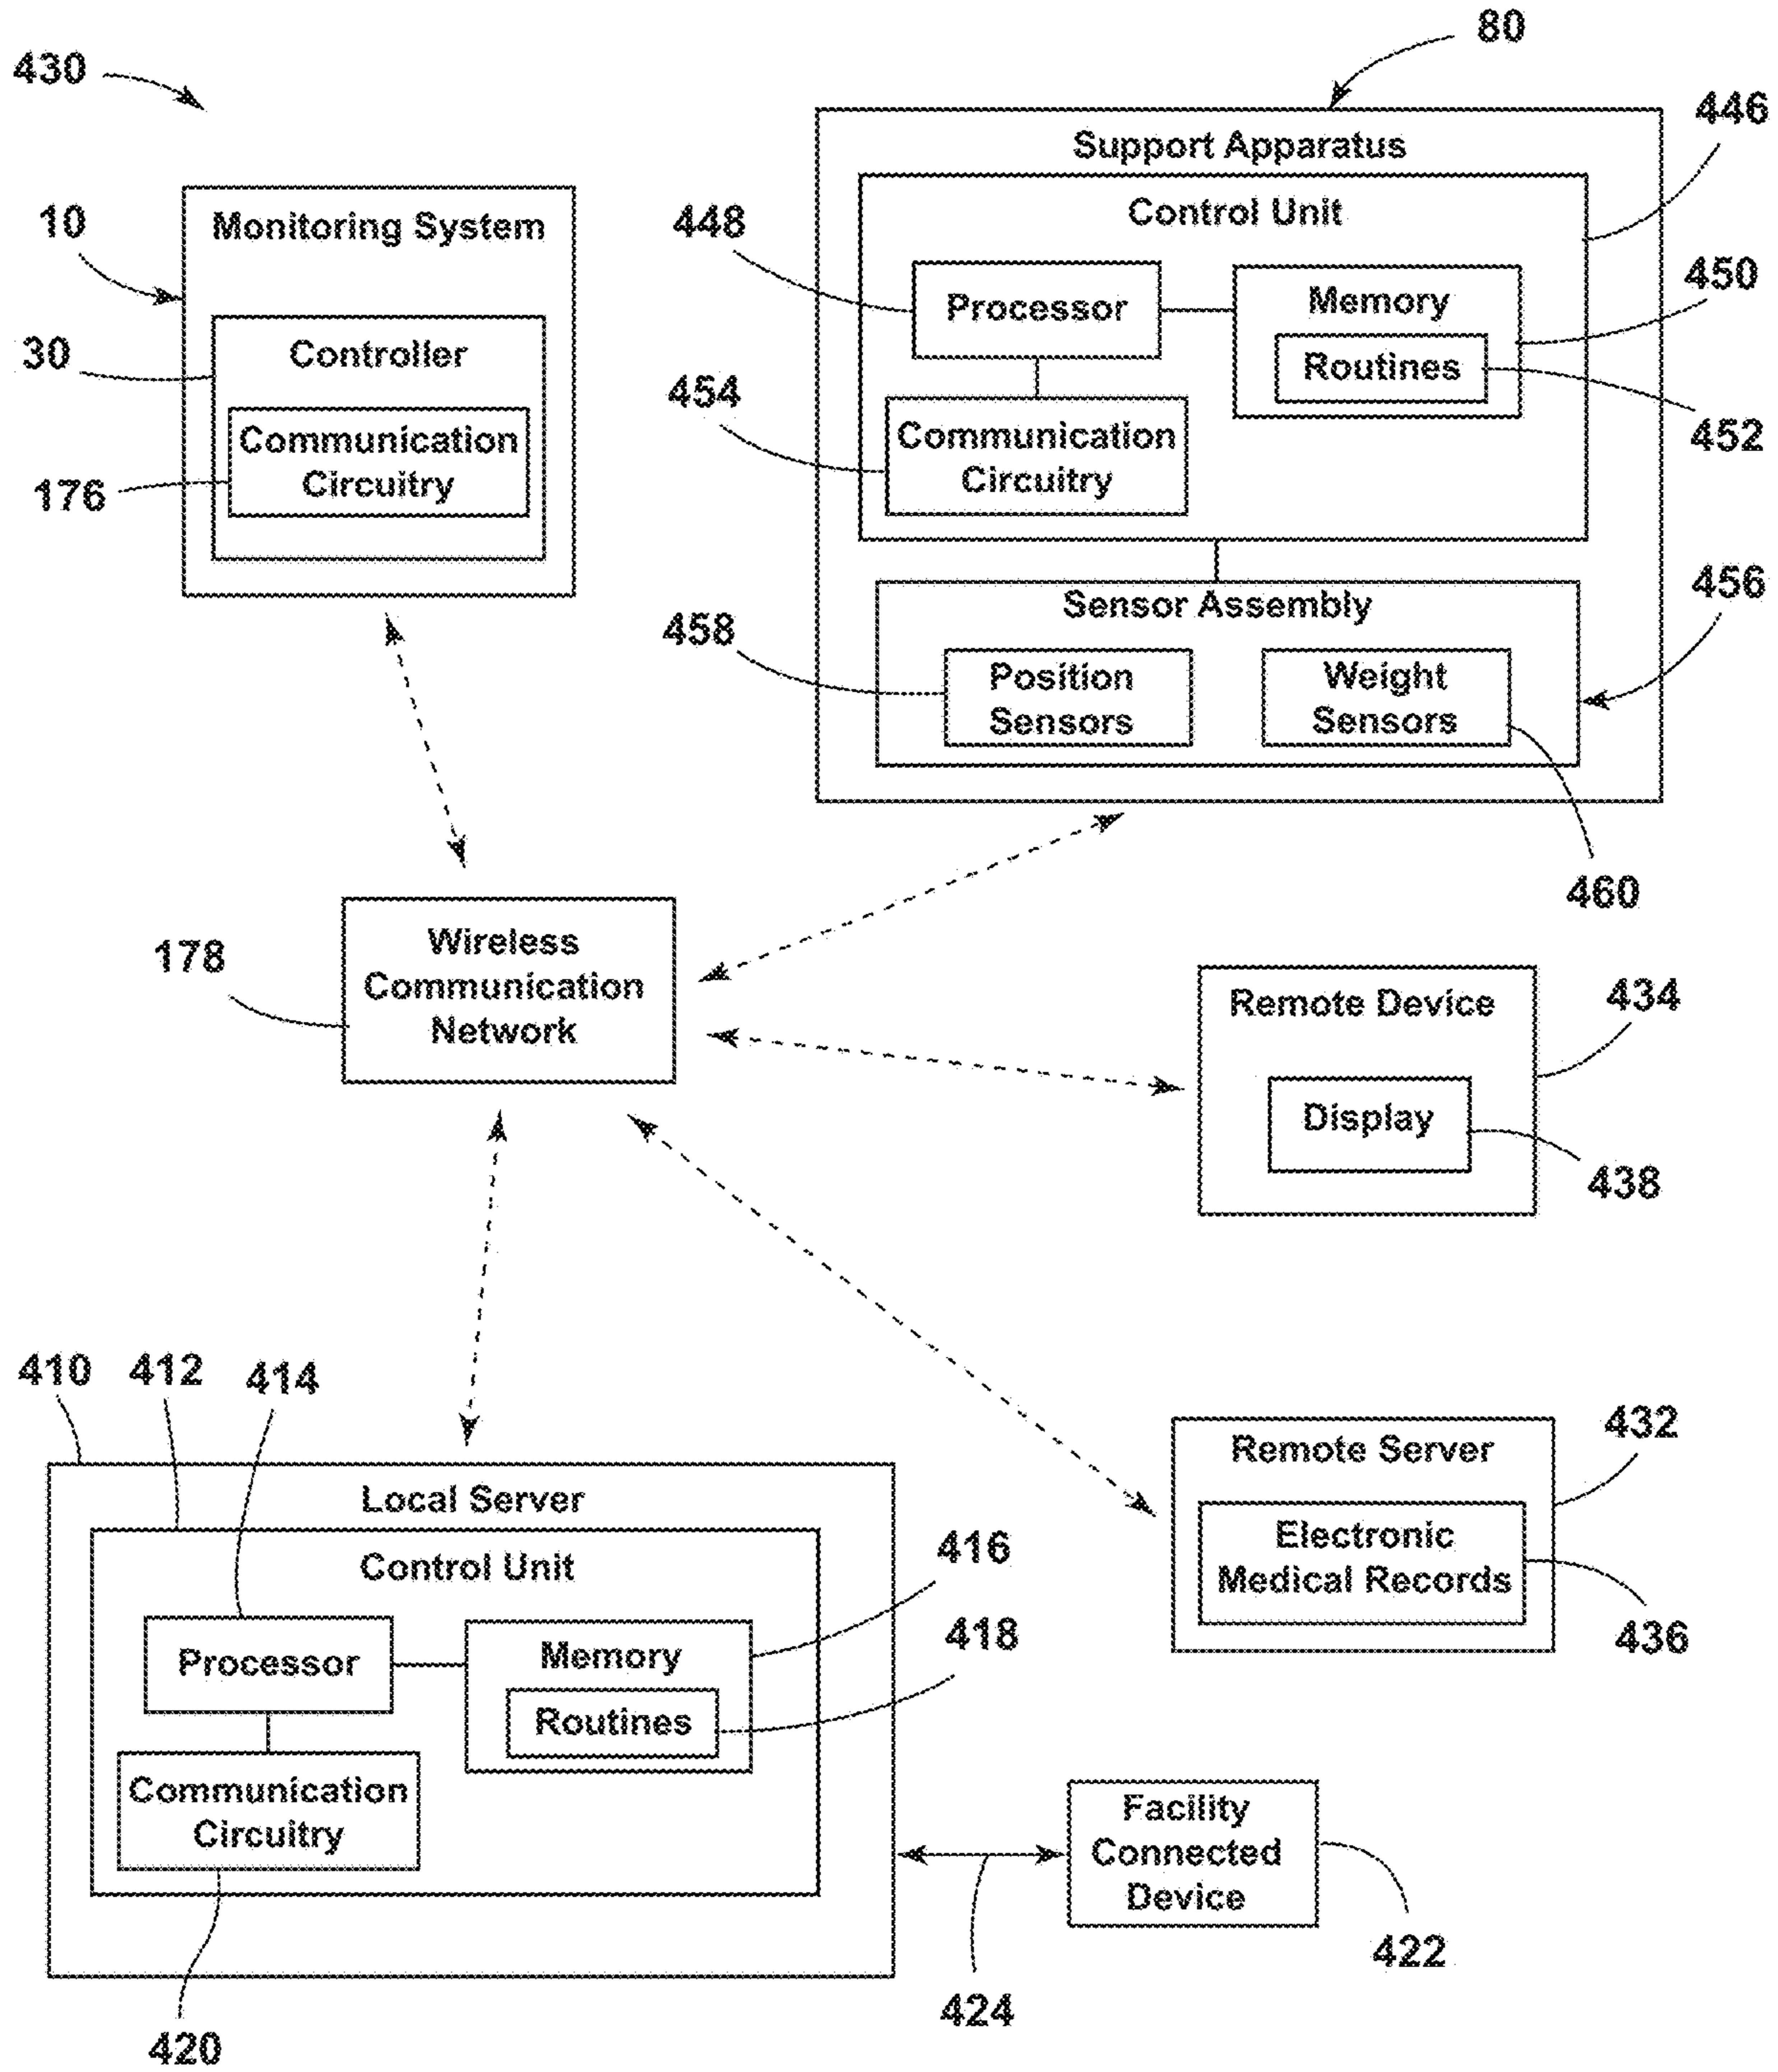 80
430
446
Support Apparatus
Control Unit
10
Monitoring System
448
450
Processor
Memory
30
Controller
Routines
454
452
Communication
Circuitry
Communication
Circuitry
176
456
Sensor Assembly
458
Position
Sensors
Weight
Sensors
460
178
Wireless
Communication
Network
Remote Device
434
Display
438
410
412
414
432
Remote Server
Local Server
Electronic
Medical Records
416
Control Unit
418
436
Processor
Memory
Routines
Communication
Circuitry
Facility
Connected
Device
422
424
420